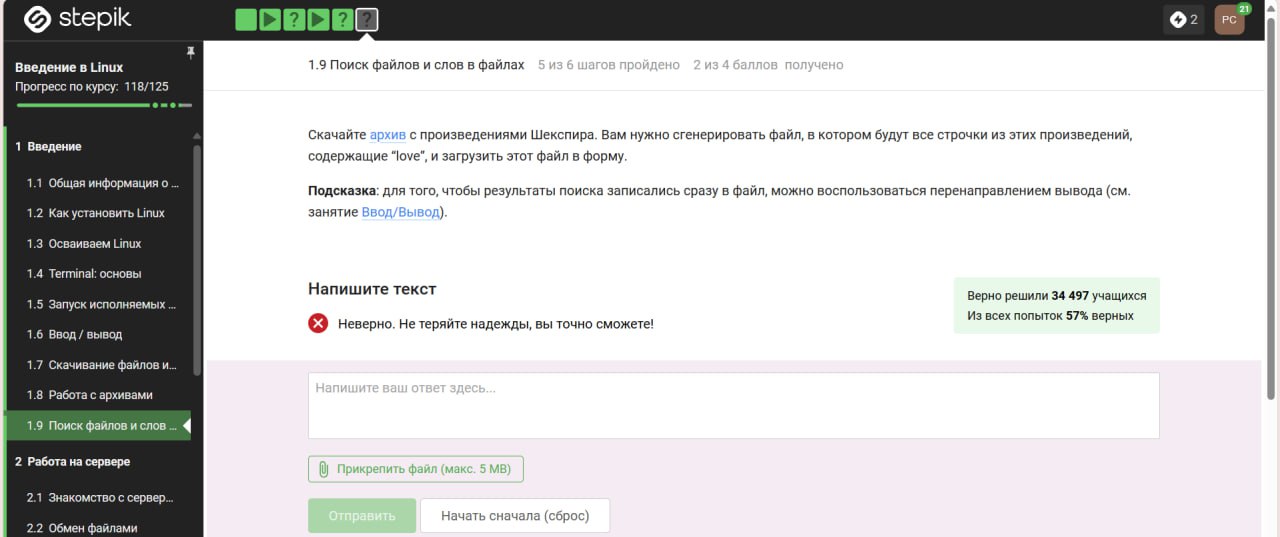 stepik
? ? ?
2
РС
21
Введение в Linux
Прогресс по курсу: 118/125
1 Введение
1.1 Общая информация о ...
1.2 Как установить Linux
1.3 Осваиваем Linux
1.4 Terminal: основы
1.5 Запуск исполняемых ...
1.6 Ввод / вывод
1.7 Скачивание файлов и...
1.8 Работа с архивами
1.9 Поиск файлов и слов ...
2 Работа на сервере
2.1 Знакомство с сервер...
2.2 Обмен файлами
1.9 Поиск файлов и слов в файлах 5 из 6 шагов пройдено 2 из 4 баллов получено
Скачайте архив с произведениями Шекспира. Вам нужно сгенерировать файл, в котором будут все строчки из этих произведений,
содержащие “love”, и загрузить этот файл в форму.
Подсказка: для того, чтобы результаты поиска записались сразу в файл, можно воспользоваться перенаправлением вывода (см.
занятие Ввод/Вывод).
Напишите текст
Неверно. Не теряйте надежды, вы точно сможете!
Верно решили 34 497 учащихся
Из всех попыток 57% верных
Напишите ваш ответ здесь...
Прикрепить файл (макс. 5 MB)
Отправить
Начать сначала (сброс)